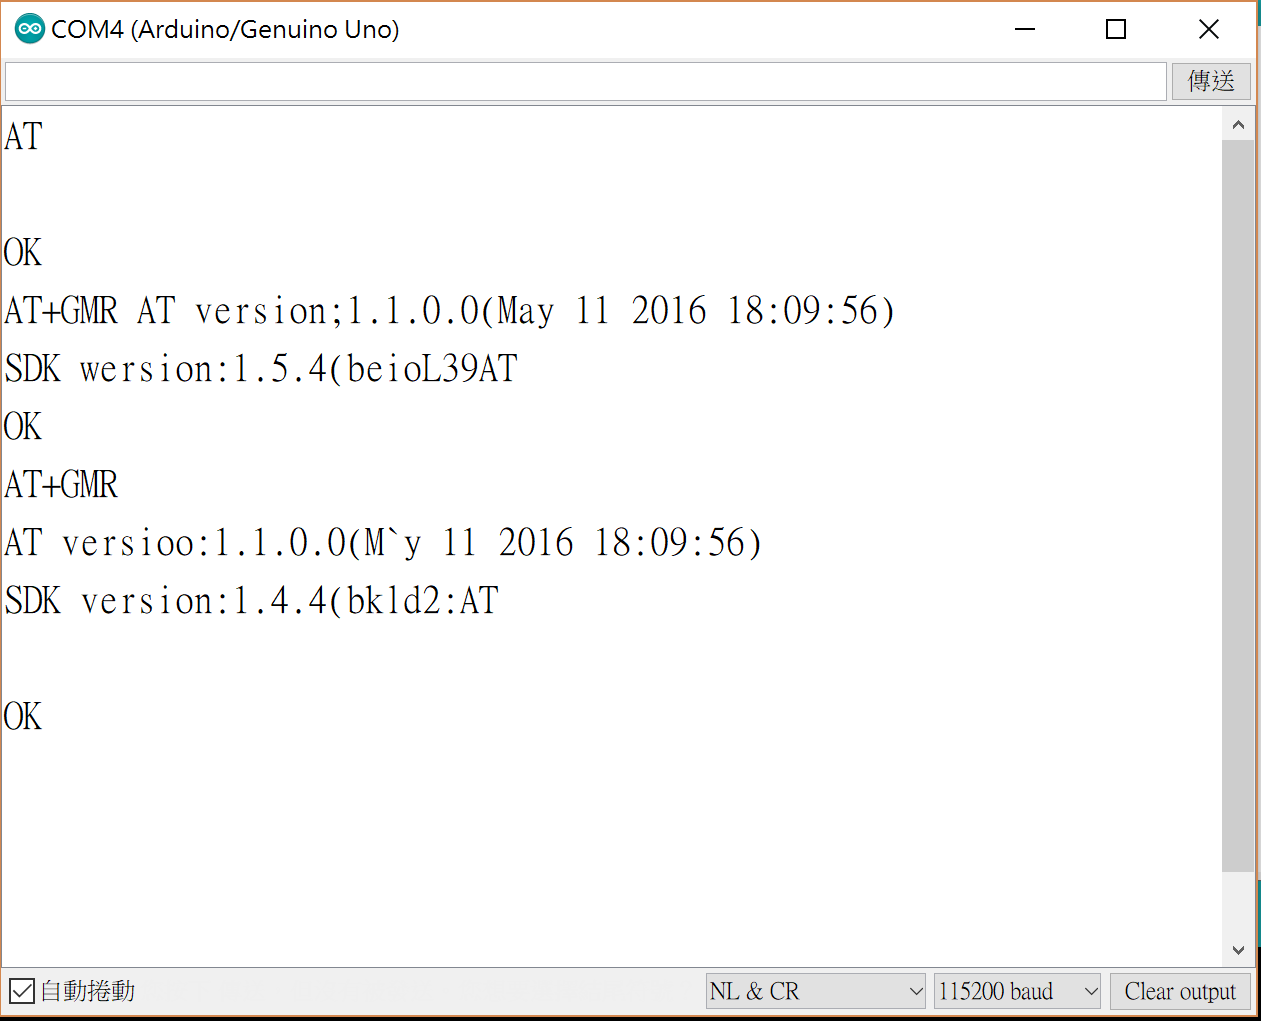 COM4 (Arduino/Genuino Uno)
傳送
AT
OK
AT+GMR AT version;1.1.0.0(May 11 2016 18:09:56)
SDK wersion:1.5.4(beioL39AT
OK
AT+GMR
AT versioo:1.1.0.0(M`y 11 2016 18:09:56)
SDK version:1.4.4(bkld2:AT
OK
自動捲動
NL & CR
115200 baud
Clear output